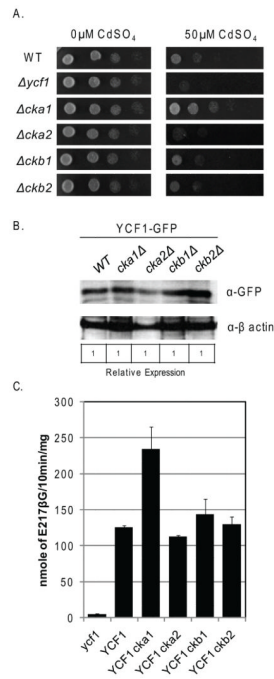 A.
0µM CdSO4 50µM CdSO4
WT
Δycf1
Δcka1
Δcka2
Δckb1
Δckb2
B.
YCF1-GFP
WT cka1Δ cka2Δ ckb1Δ ckb2Δ
α-GFP
α-β actin
1 1 1 1 1
Relative Expression
C.
nmole of E217βG/10min/mg
300
250
200
150
100
50
0
ycf1 YCF1 YCF1 cka1 YCF1 cka2 YCF1 ckb1 YCF1 ckb2